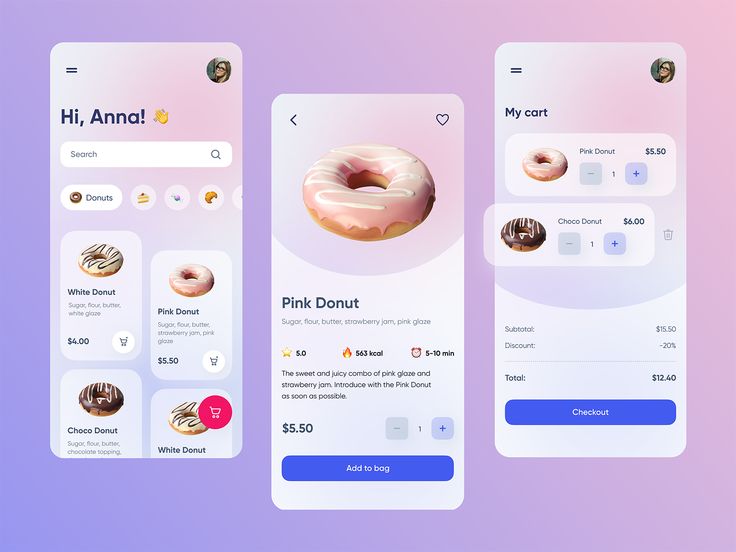 Hi, Anna! 👋
Search
Donuts
White Donut
Sugar, flour, butter,
white glaze
$4.00
Pink Donut
Sugar, flour, butter,
strawberry jam, pink
glaze
$5.50
Choco Donut
Sugar, flour, butter,
chocolate topping,
White Donut
Pink Donut
Sugar, flour, butter, strawberry jam, pink glaze
5.0
563 kcal
5-10 min
The sweet and juicy combo of pink glaze and
strawberry jam. Introduce with the Pink Donut
as soon as possible.
$5.50
1
Add to bag
My cart
Pink Donut $5.50
1
Choco Donut $6.00
1
Subtotal: $15.50
Discount: -20%
Total: $12.40
Checkout